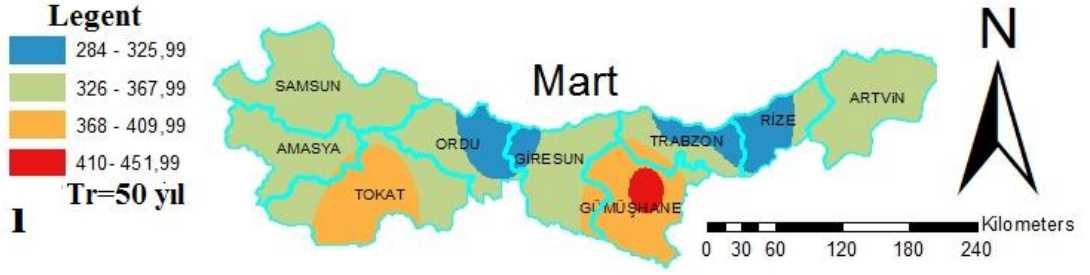 Legent
284 - 325,99
326 - 367,99
368 - 409,99
410- 451,99
Tr=50 yıl
1
Mart
N
SAMSUN
AMASYA
TOKAT
ORDU
GİRESUN
GÜMÜŞHANE
TRABZON
RİZE
ARTVİN
Kilometers
0 30 60 120 180 240